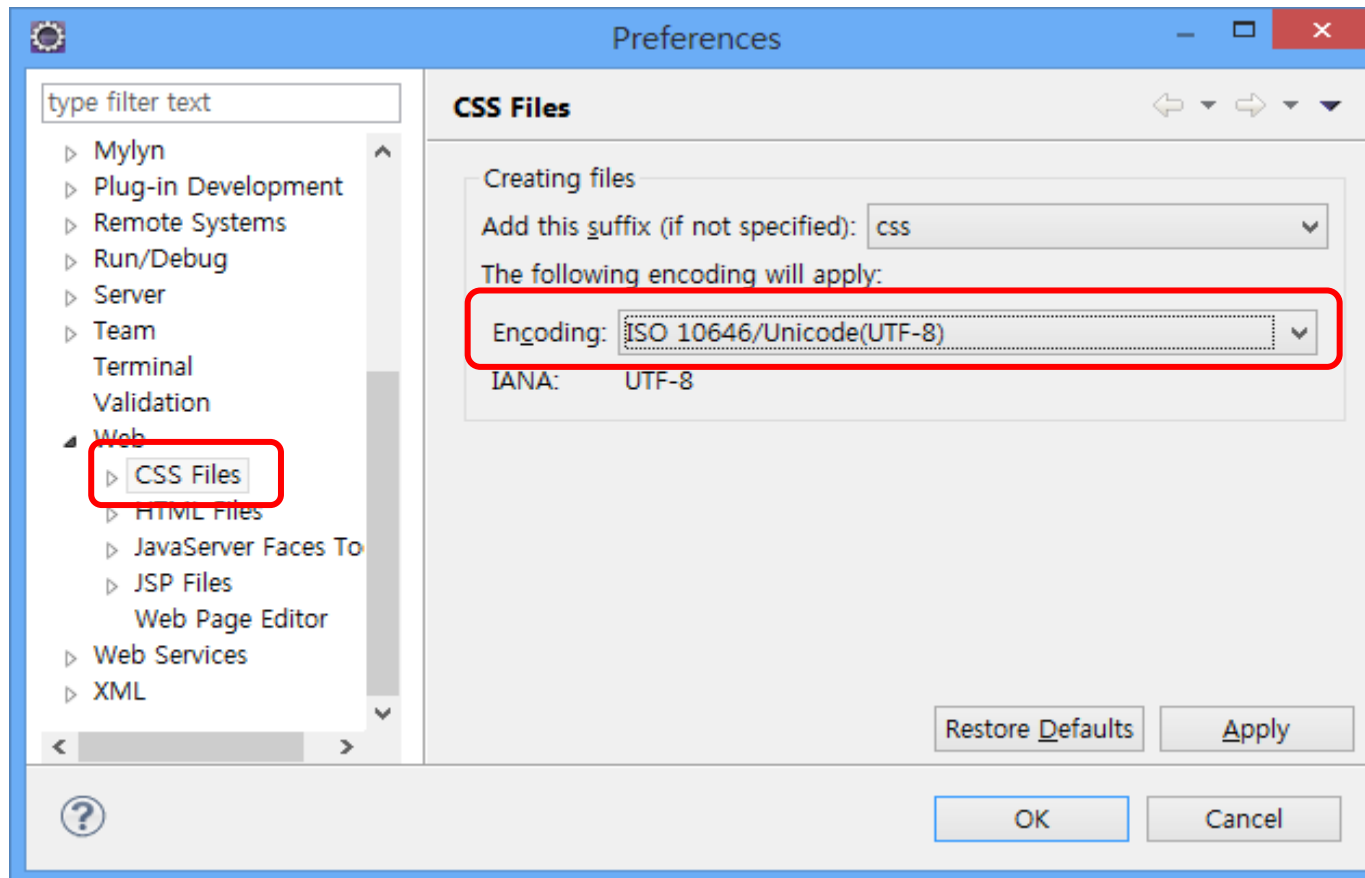 Preferences
type filter text
Mylyn
Plug-in Development
Remote Systems
Run/Debug
Server
Team
Terminal
Validation
Web
CSS Files
HTML Files
JavaServer Faces To
JSP Files
Web Page Editor
Web Services
XML
CSS Files
Creating files
Add this suffix (if not specified): css
The following encoding will apply:
Encoding: ISO 10646/Unicode(UTF-8)
IANA: UTF-8
Restore Defaults Apply
? OK Cancel